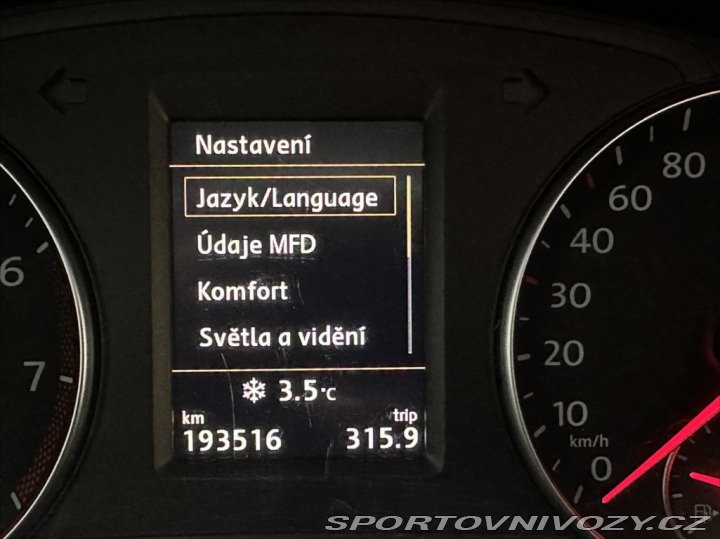 Nastavení
Jazyk/Language
Údaje MFD
Komfort
Světla a vidění
3.5°C
km
trip
193516
315.9
6
7
80
60
40
30
20
10
km/h
0
SPORTOVNIVOZY.CZ